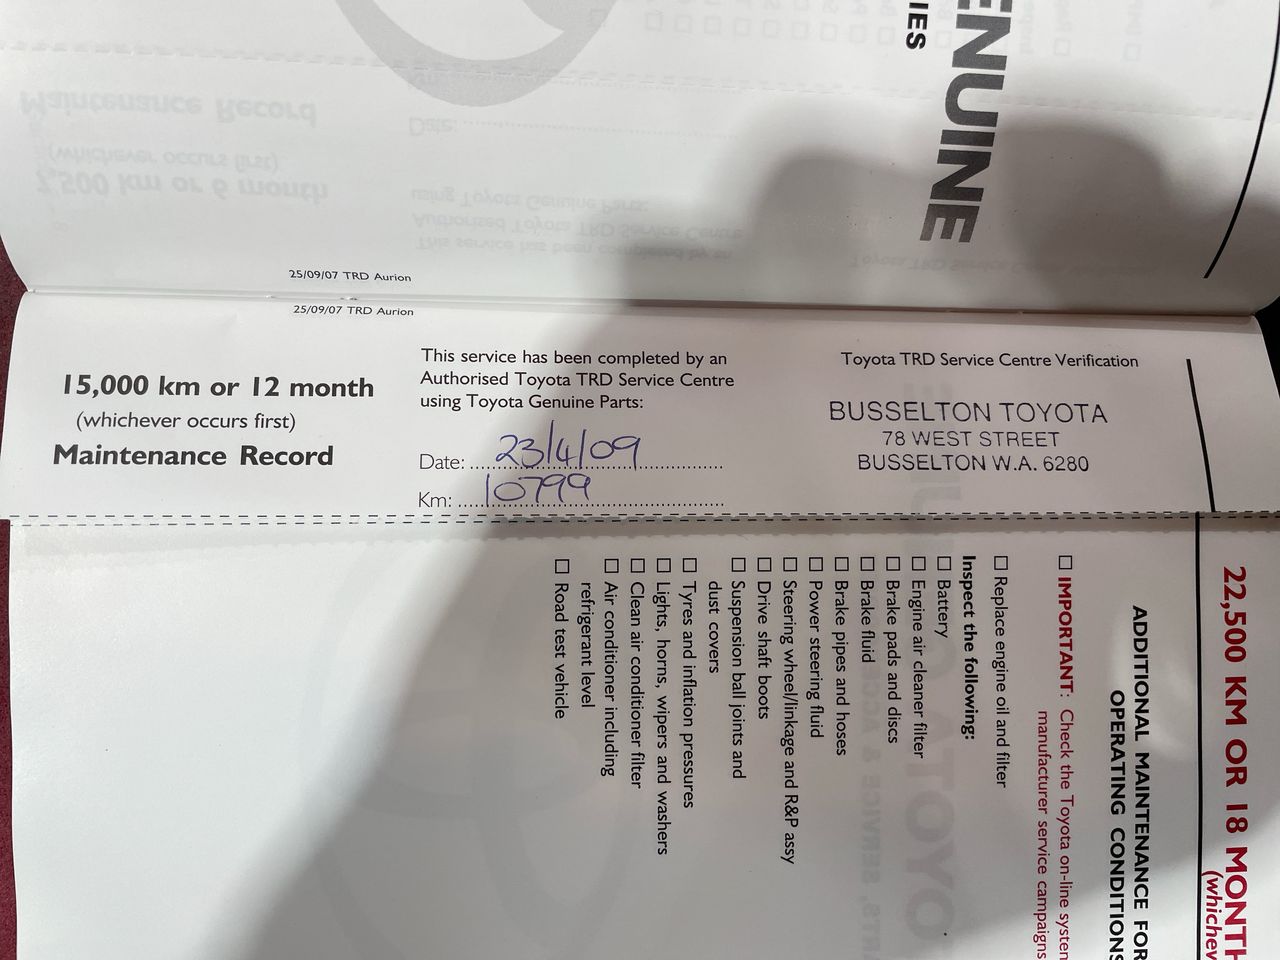 ENUINE
IES
25/09/07 TRD Aurion
25/09/07 TRD Aurion
15,000 km or 12 month
(whichever occurs first)
Maintenance Record
This service has been completed by an
Authorised Toyota TRD Service Centre
using Toyota Genuine Parts:
Date: 23/4/09
Km: 10799
Toyota TRD Service Centre Verification
BUSSELTON TOYOTA
78 WEST STREET
BUSSELTON W.A. 6280
22,500 KM OR 18 MONTH
(whichev
ADDITIONAL MAINTENANCE FOR
OPERATING CONDITIONS
☐ IMPORTANT: Check the Toyota on-line system
manufacturer service campaigns
☐ Replace engine oil and filter
Inspect the following:
☐ Battery
☐ Engine air cleaner filter
☐ Brake pads and discs
☐ Brake fluid
☐ Brake pipes and hoses
☐ Power steering fluid
☐ Steering wheel/linkage and R&P assy
☐ Drive shaft boots
☐ Suspension ball joints and
dust covers
☐ Tyres and inflation pressures
☐ Lights, horns, wipers and washers
☐ Clean air conditioner filter
☐ Air conditioner including
refrigerant level
☐ Road test vehicle